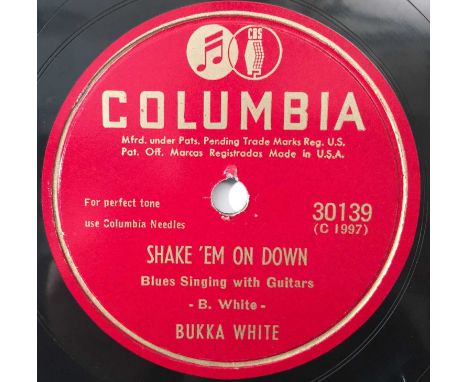 CBS
COLUMBIA
Mfrd. under Pats. Pending Trade Marks Reg. U.S.
Pat. Off. Marcas Registradas Made in U.S.A.
For perfect tone
use Columbia Needles
30139
(C 1997)
SHAKE 'EM ON DOWN
Blues Singing with Guitars
- B. White -
BUKKA WHITE